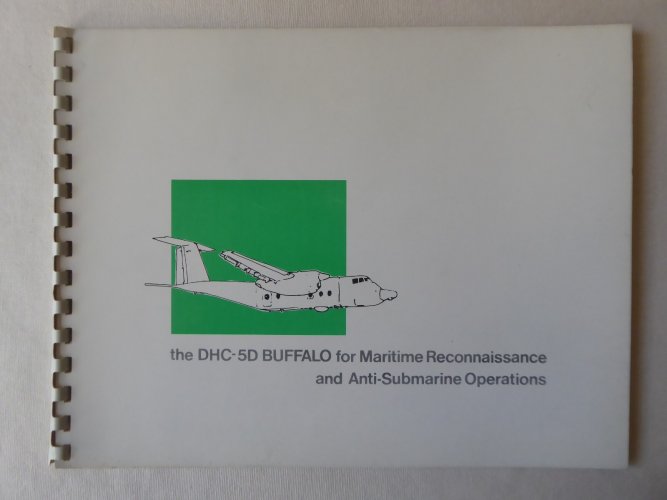 the DHC-5D BUFFALO for Maritime Reconnaissance
and Anti-Submarine Operations